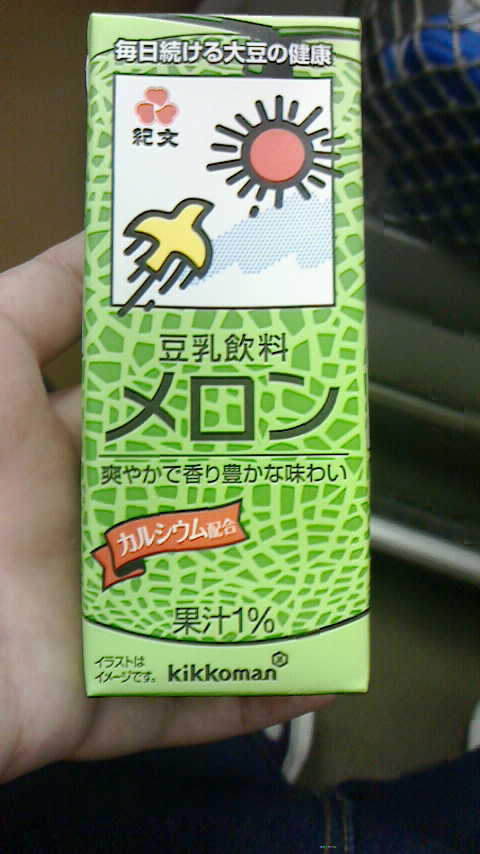 毎日続ける大豆の健康
紀文
豆乳飲料
メロン
爽やかで香り豊かな味わい
カルシウム配合
果汁1%
イラストは
イメージです。
kikkoman